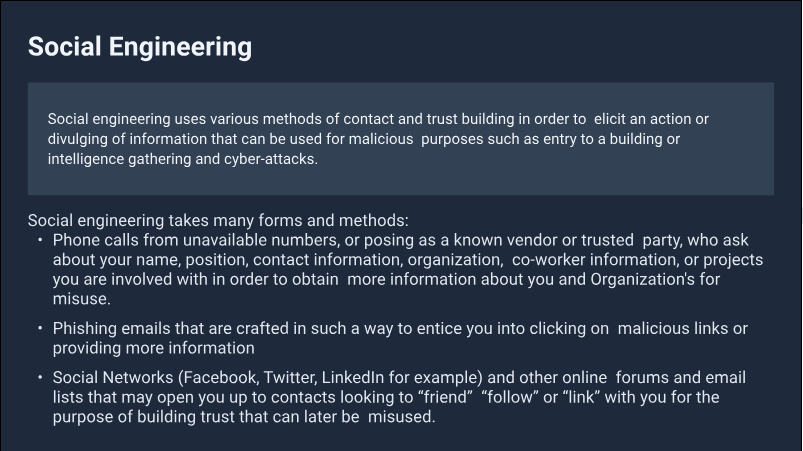 Social Engineering
Social engineering uses various methods of contact and trust building in order to  elicit an action or
divulging of information that can be used for malicious  purposes such as entry to a building or
intelligence gathering and cyber-attacks.
Social engineering takes many forms and methods:
• Phone calls from unavailable numbers, or posing as a known vendor or trusted  party, who ask
about your name, position, contact information, organization,  co-worker information, or projects
you are involved with in order to obtain  more information about you and Organization's for
misuse.
• Phishing emails that are crafted in such a way to entice you into clicking on  malicious links or
providing more information
• Social Networks (Facebook, Twitter, LinkedIn for example) and other online  forums and email
lists that may open you up to contacts looking to “friend”  “follow” or “link” with you for the
purpose of building trust that can later be  misused.